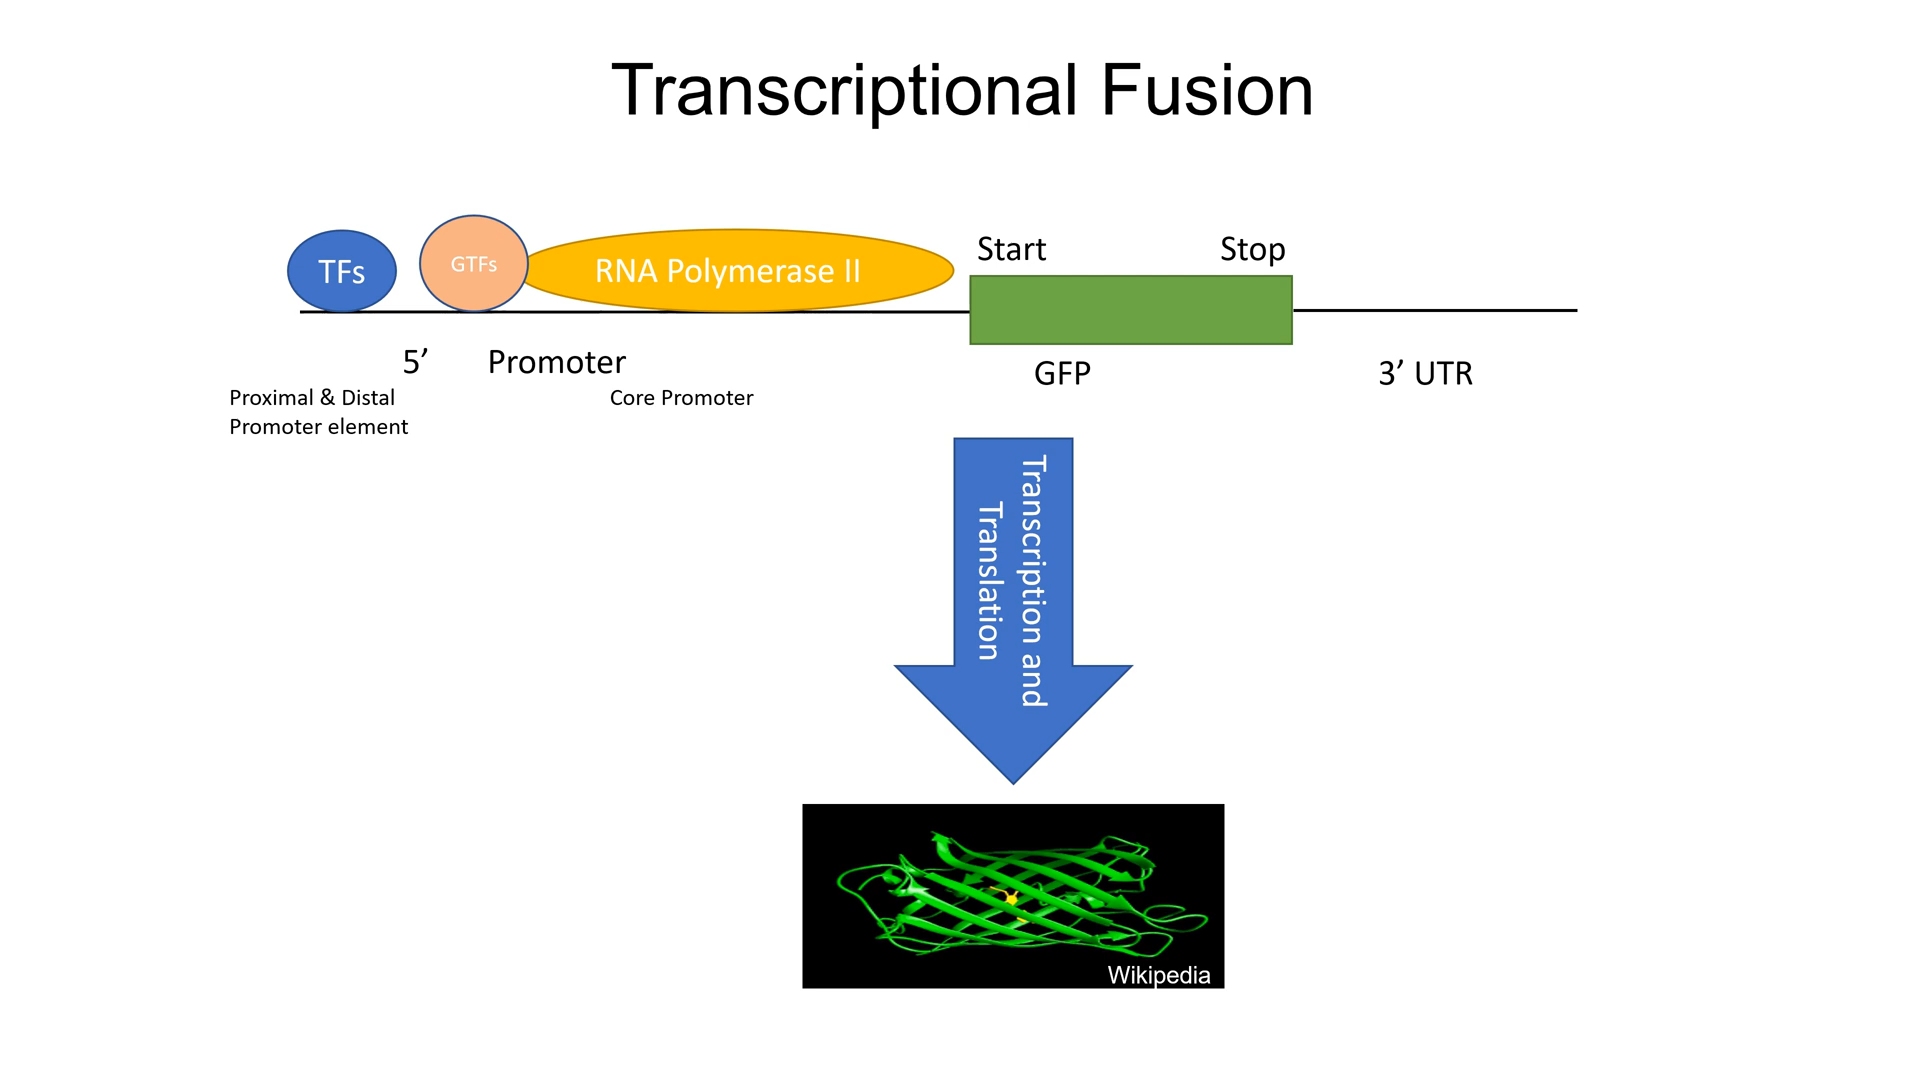 Transcriptional Fusion
TFs
GTFs
RNA Polymerase II
Start
Stop
5’ Promoter
GFP
3’ UTR
Proximal & Distal
Promoter element
Core Promoter
Transcription and
Translation
Wikipedia